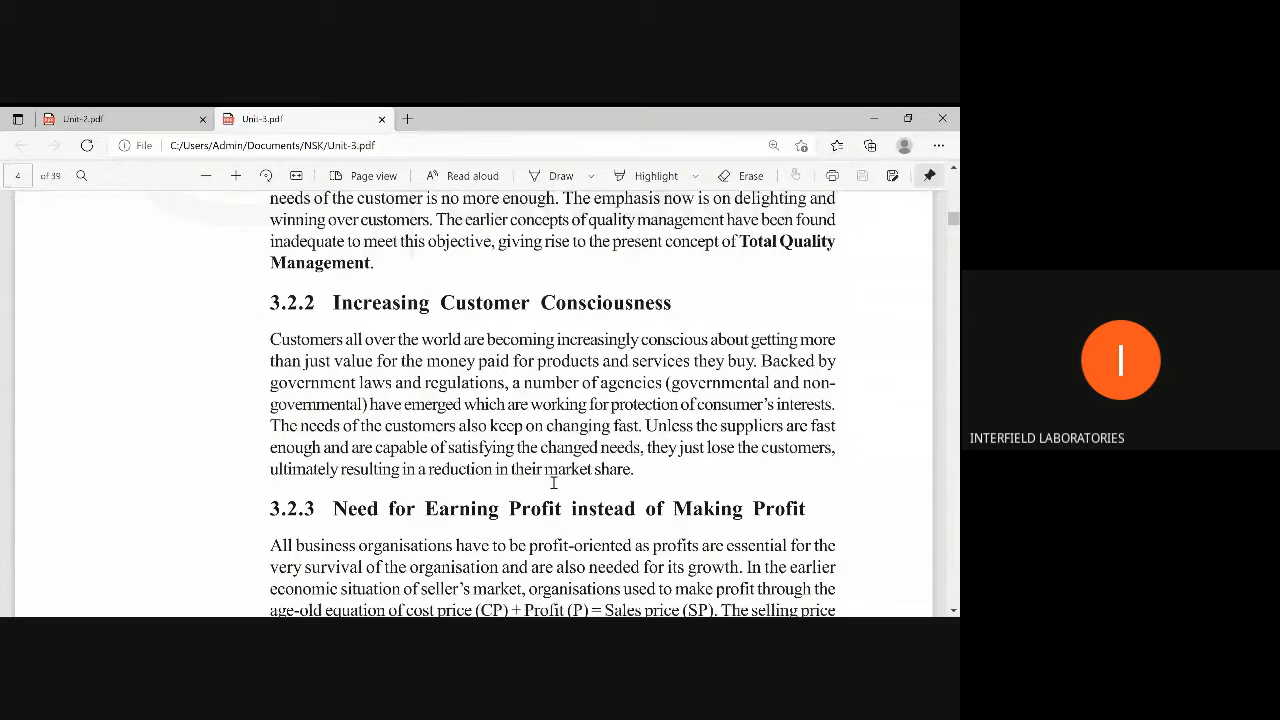 Unit-2.pdf
Unit-3.pdf
File C:/Users/Admin/Documents/NSK/Unit-3.pdf
4 of 39 Page view Read aloud Draw Highlight Erase
needs of the customer is no more enough. The emphasis now is on delighting and
winning over customers. The earlier concepts of quality management have been found
inadequate to meet this objective, giving rise to the present concept of Total Quality
Management.
3.2.2 Increasing Customer Consciousness
Customers all over the world are becoming increasingly conscious about getting more
than just value for the money paid for products and services they buy. Backed by
government laws and regulations, a number of agencies (governmental and non-
governmental) have emerged which are working for protection of consumer's interests.
The needs of the customers also keep on changing fast. Unless the suppliers are fast
enough and are capable of satisfying the changed needs, they just lose the customers,
ultimately resulting in a reduction in their market share.
3.2.3 Need for Earning Profit instead of Making Profit
All business organisations have to be profit-oriented as profits are essential for the
very survival of the organisation and are also needed for its growth. In the earlier
economic situation of seller's market, organisations used to make profit through the
age-old equation of cost price (CP) + Profit (P) = Sales price (SP). The selling price
I
INTERFIELD LABORATORIES